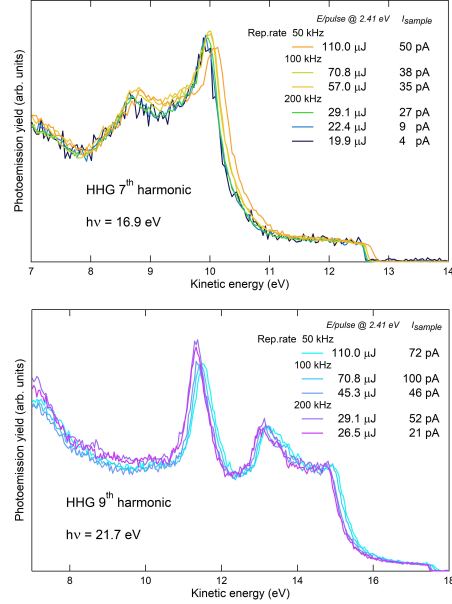 E/pulse @ 2.41 eV I sample
Rep.rate 50 kHz
110.0 µJ 50 pA
100 kHz
70.8 µJ 38 pA
57.0 µJ 35 pA
200 kHz
29.1 µJ 27 pA
22.4 µJ 9 pA
19.9 µJ 4 pA
Photoemission yield (arb. units)
HHG 7th harmonic
hν = 16.9 eV
7 8 9 10 11 12 13 14
Kinetic energy (eV)
E/pulse @ 2.41 eV I sample
Rep.rate 50 kHz
110.0 µJ 72 pA
100 kHz
70.8 µJ 100 pA
45.3 µJ 46 pA
200 kHz
29.1 µJ 52 pA
26.5 µJ 21 pA
Photoemission yield (arb. units)
HHG 9th harmonic
hν = 21.7 eV
8 10 12 14 16 18
Kinetic energy (eV)